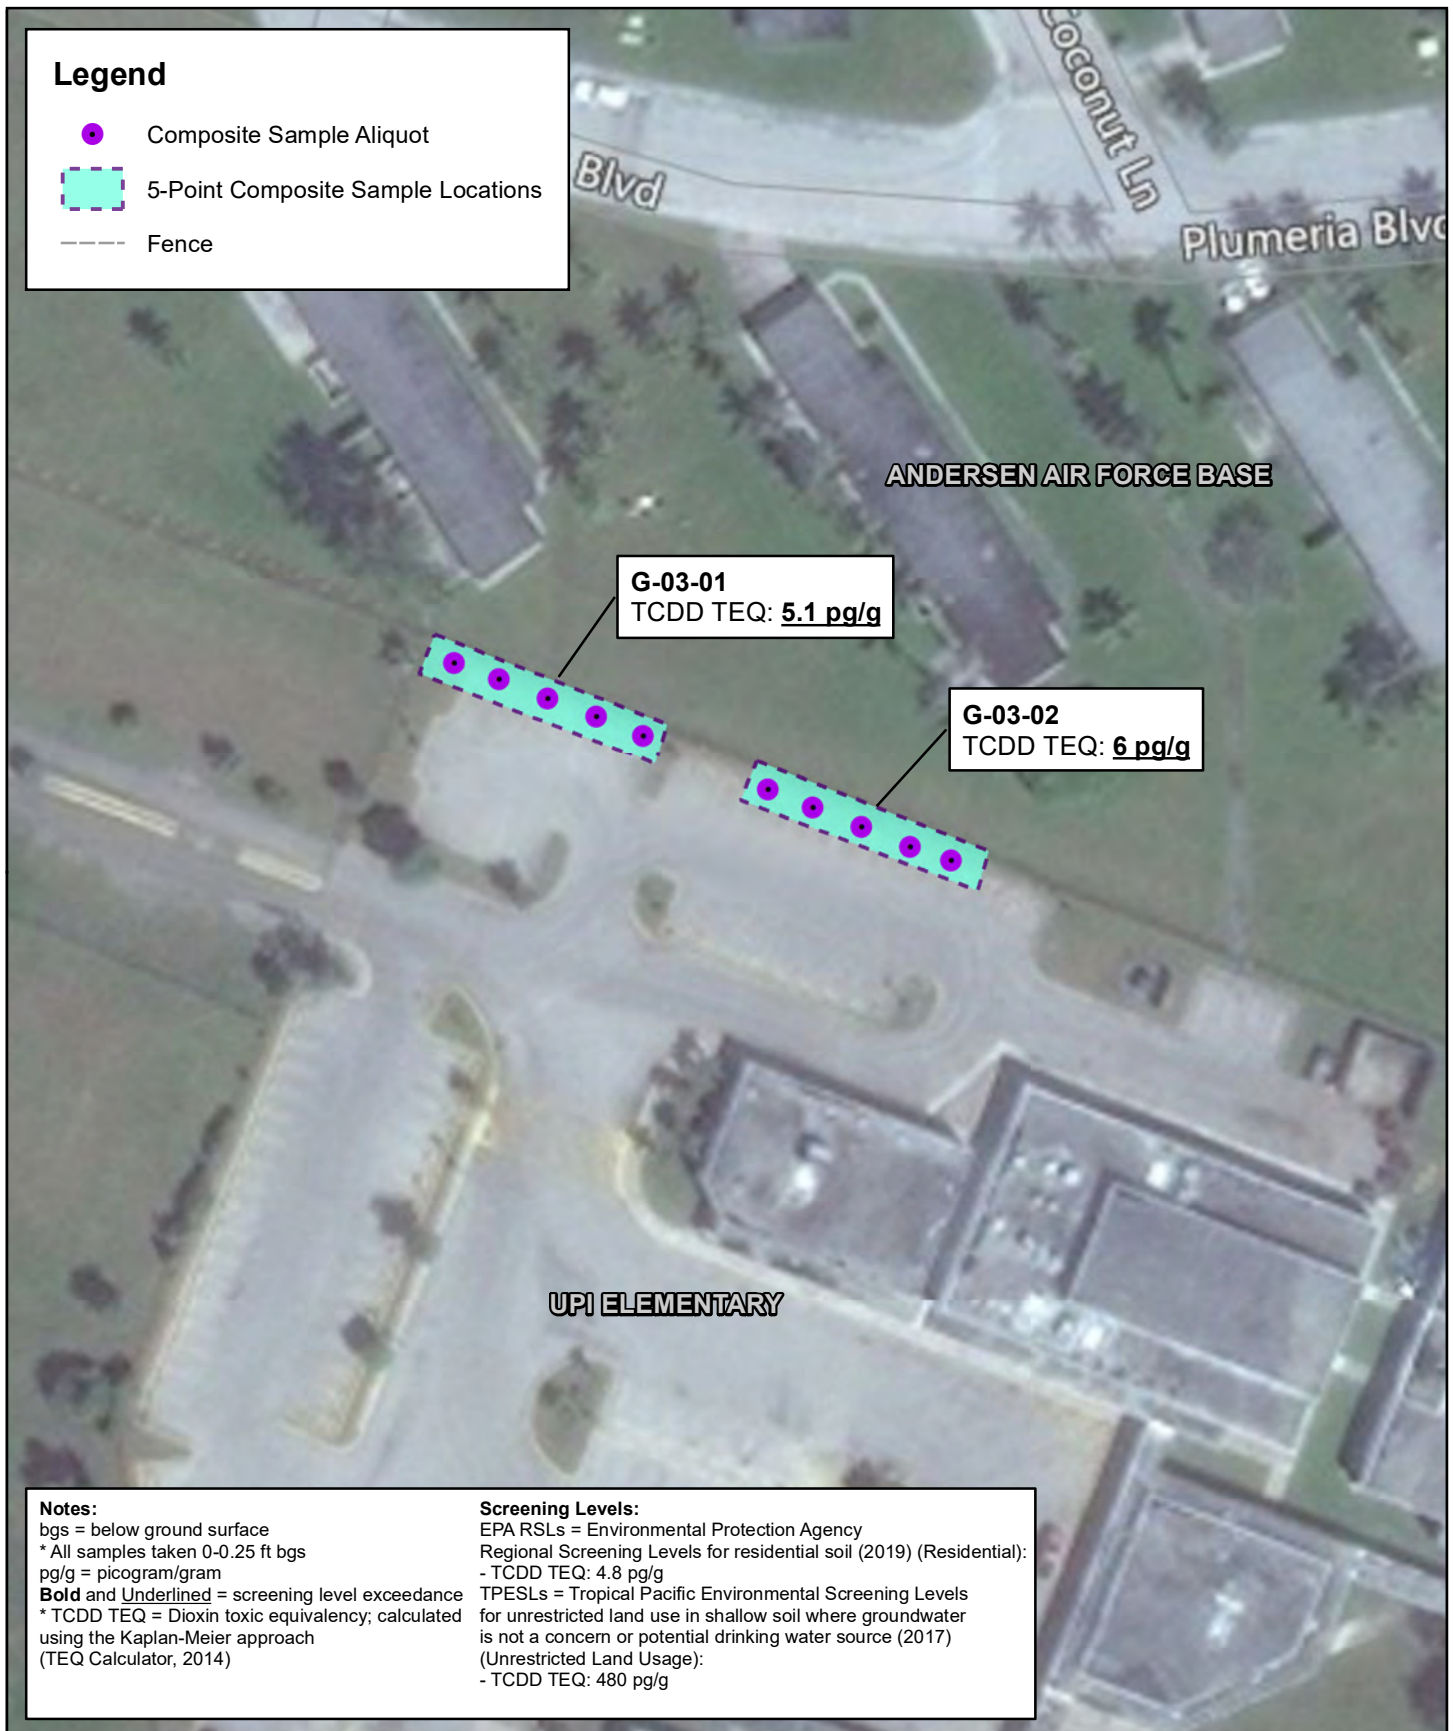 Legend
Composite Sample Aliquot
5-Point Composite Sample Locations
Fence
Coconut Ln
Blvd
Plumeria Blvd
ANDERSEN AIR FORCE BASE
G-03-01
TCDD TEQ: 5.1 pg/g
G-03-02
TCDD TEQ: 6 pg/g
UPI ELEMENTARY
Notes:
bgs = below ground surface
* All samples taken 0-0.25 ft bgs
pg/g = picogram/gram
Bold and Underlined = screening level exceedance
* TCDD TEQ = Dioxin toxic equivalency; calculated
using the Kaplan-Meier approach
(TEQ Calculator, 2014)
Screening Levels:
EPA RSLs = Environmental Protection Agency
Regional Screening Levels for residential soil (2019) (Residential):
- TCDD TEQ: 4.8 pg/g
TPESLs = Tropical Pacific Environmental Screening Levels
for unrestricted land use in shallow soil where groundwater
is not a concern or potential drinking water source (2017)
(Unrestricted Land Usage):
- TCDD TEQ: 480 pg/g